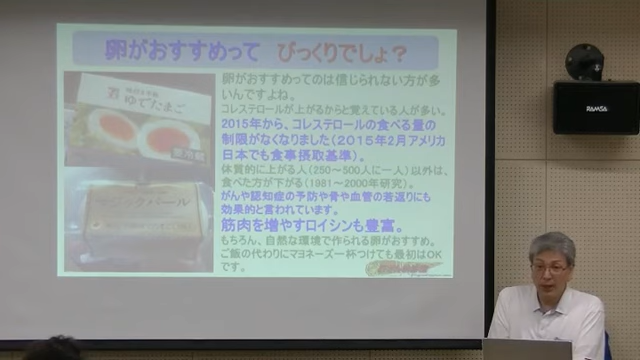 卵がおすすめって びっくりでしょ？
卵がおすすめってのは信じられない方が多
いんですよね。
コレステロールが上がるからと覚えている人が多い。
2015年から、コレステロールの食べる量の
制限がなくなりました（2015年2月アメリカ
日本でも食事摂取基準）。
体質的に上がる人（250～500人に一人）以外は、
食べた方が下がる（1981～2000年研究）。
がんや認知症の予防や骨や血管の若返りにも
効果的と言われています。
筋肉を増やすロイシンも豊富。
もちろん、自然な環境で作られる卵がおすすめ。
ご飯の代わりにマヨネーズ一杯つけても最初はOK
です。
ゆでたまご
要冷蔵
RAMSA